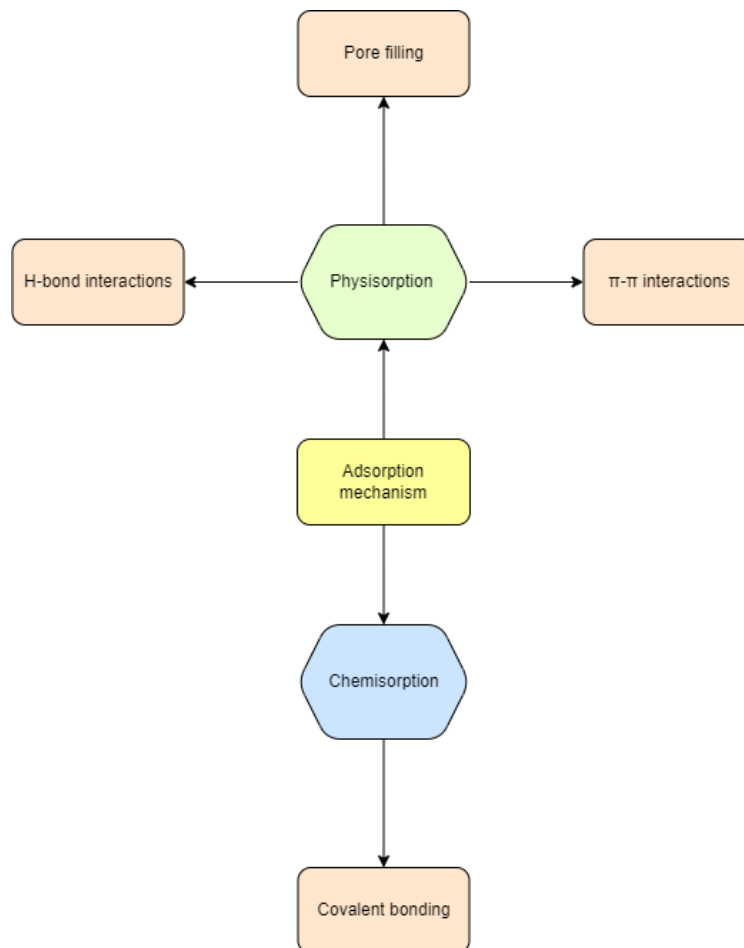 Pore filling
H-bond interactions
Physisorption
π-π interactions
Adsorption
mechanism
Chemisorption
Covalent bonding